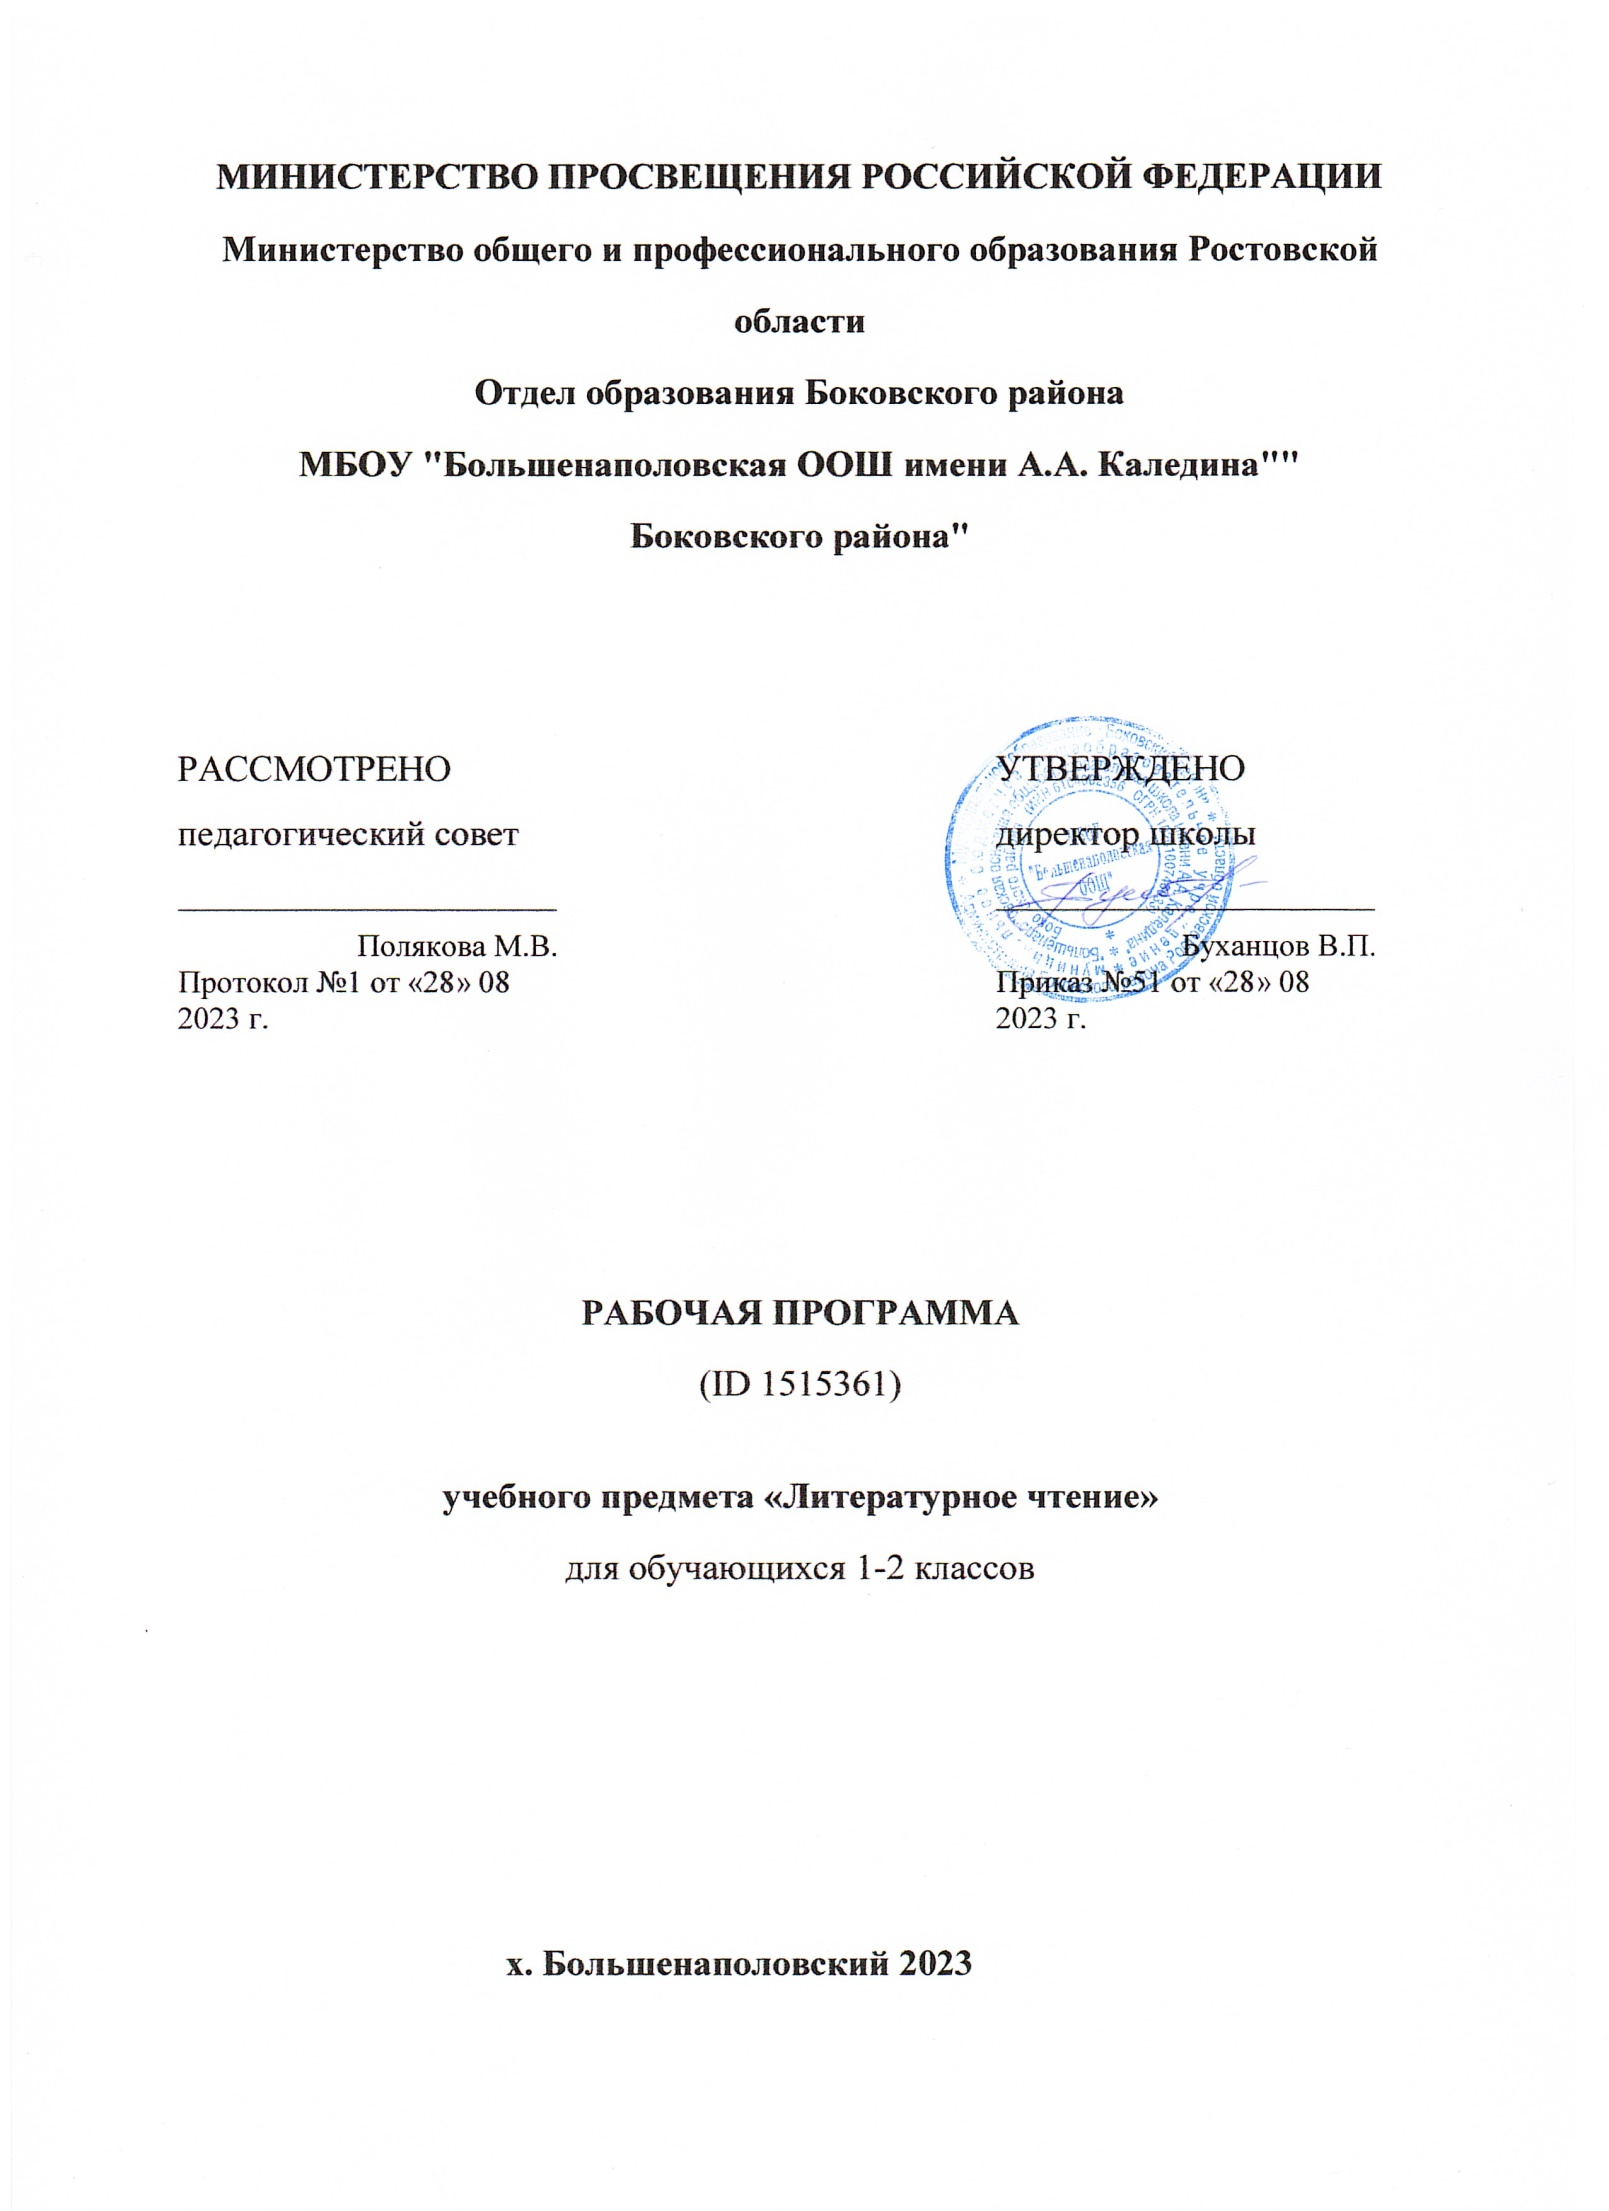 МИНИСТЕРСТВО ПРОСВЕЩЕНИЯ РОССИЙСКОЙ ФЕДЕРАЦИИ
Министерство общего и профессионального образования Ростовской
области
Отдел образования Боковского района
МБОУ "Большенаполовская ООШ имени А.А. Каледина""
Боковского района"
РАССМОТРЕНО
педагогический совет
Полякова М.В.
Протокол №1 от «28» 08
2023 г.
УТВЕРЖДЕНО
директор школы
"Большенаполовская
ООШ"
Буханцов В.П.
Приказ №51 от «28» 08
2023 г.
РАБОЧАЯ ПРОГРАММА
(ID 1515361)
учебного предмета «Литературное чтение»
для обучающихся 1-2 классов
х. Большенаполовский 2023